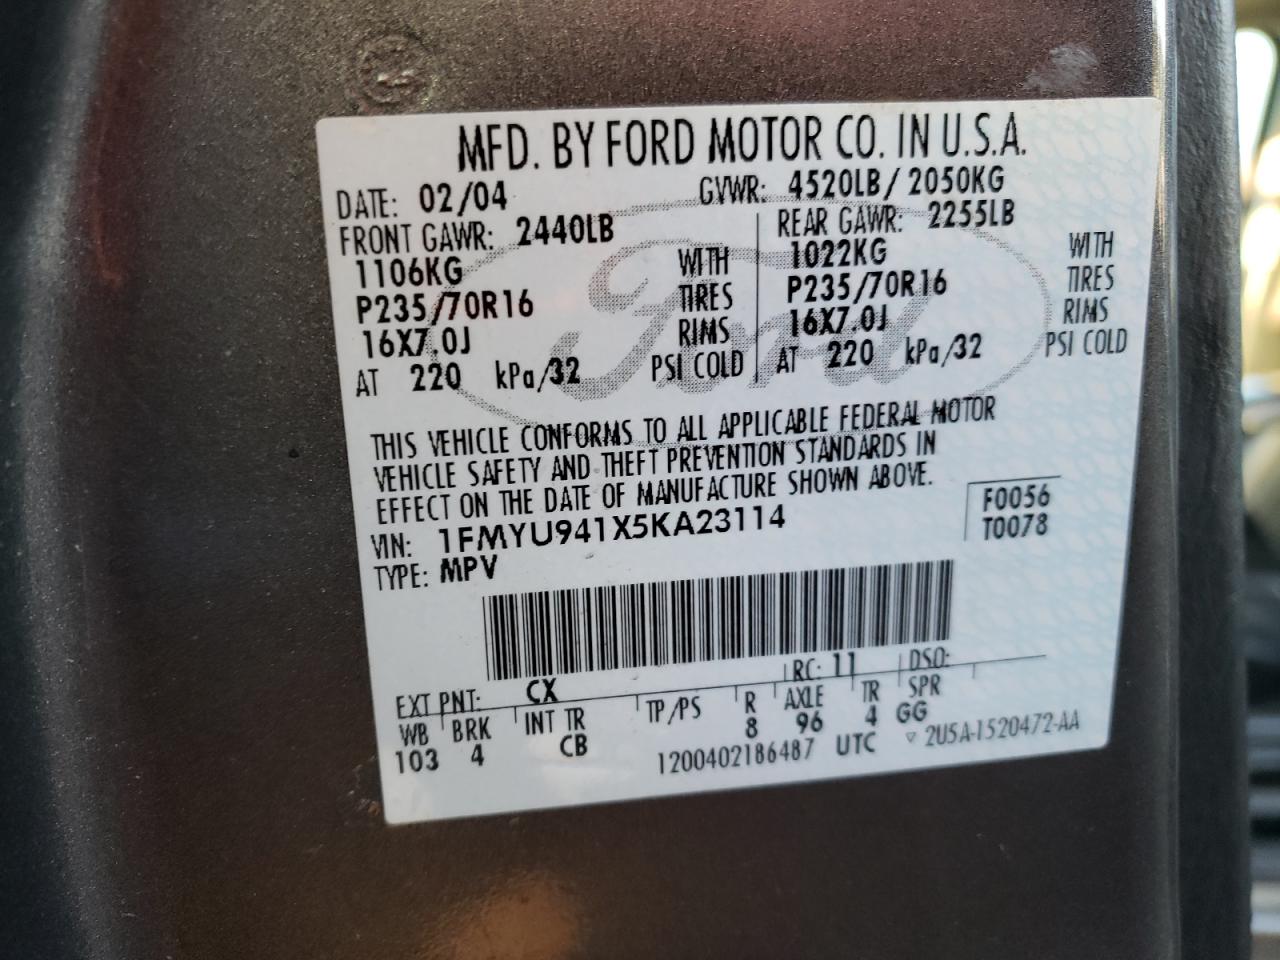 MFD. BY FORD MOTOR CO. IN U.S.A.
DATE: 02/04 GVWR: 4520LB/ 2050KG
FRONT GAWR: 2440LB REAR GAWR: 2255LB
1106KG WITH 1022KG WITH
P235/70R16 TIRES P235/70R16 TIRES
16X7.0J RIMS 16X7.0J RIMS
AT 220 kPa/32 PSI COLD AT 220 kPa/32 PSI COLD
Ford
THIS VEHICLE CONFORMS TO ALL APPLICABLE FEDERAL MOTOR
VEHICLE SAFETY AND THEFT PREVENTION STANDARDS IN
EFFECT ON THE DATE OF MANUFACTURE SHOWN ABOVE.
F0056
VIN: 1FMYU941X5KA23114 T0078
TYPE: MPV
EXT PNT: CX RC: 11 DSO:
WB BRK INT TR TP/PS R AXLE TR SPR
103 4 CB 8 96 4 GG
1200402186487 UTC ▽ 2U5A-1520472-AA